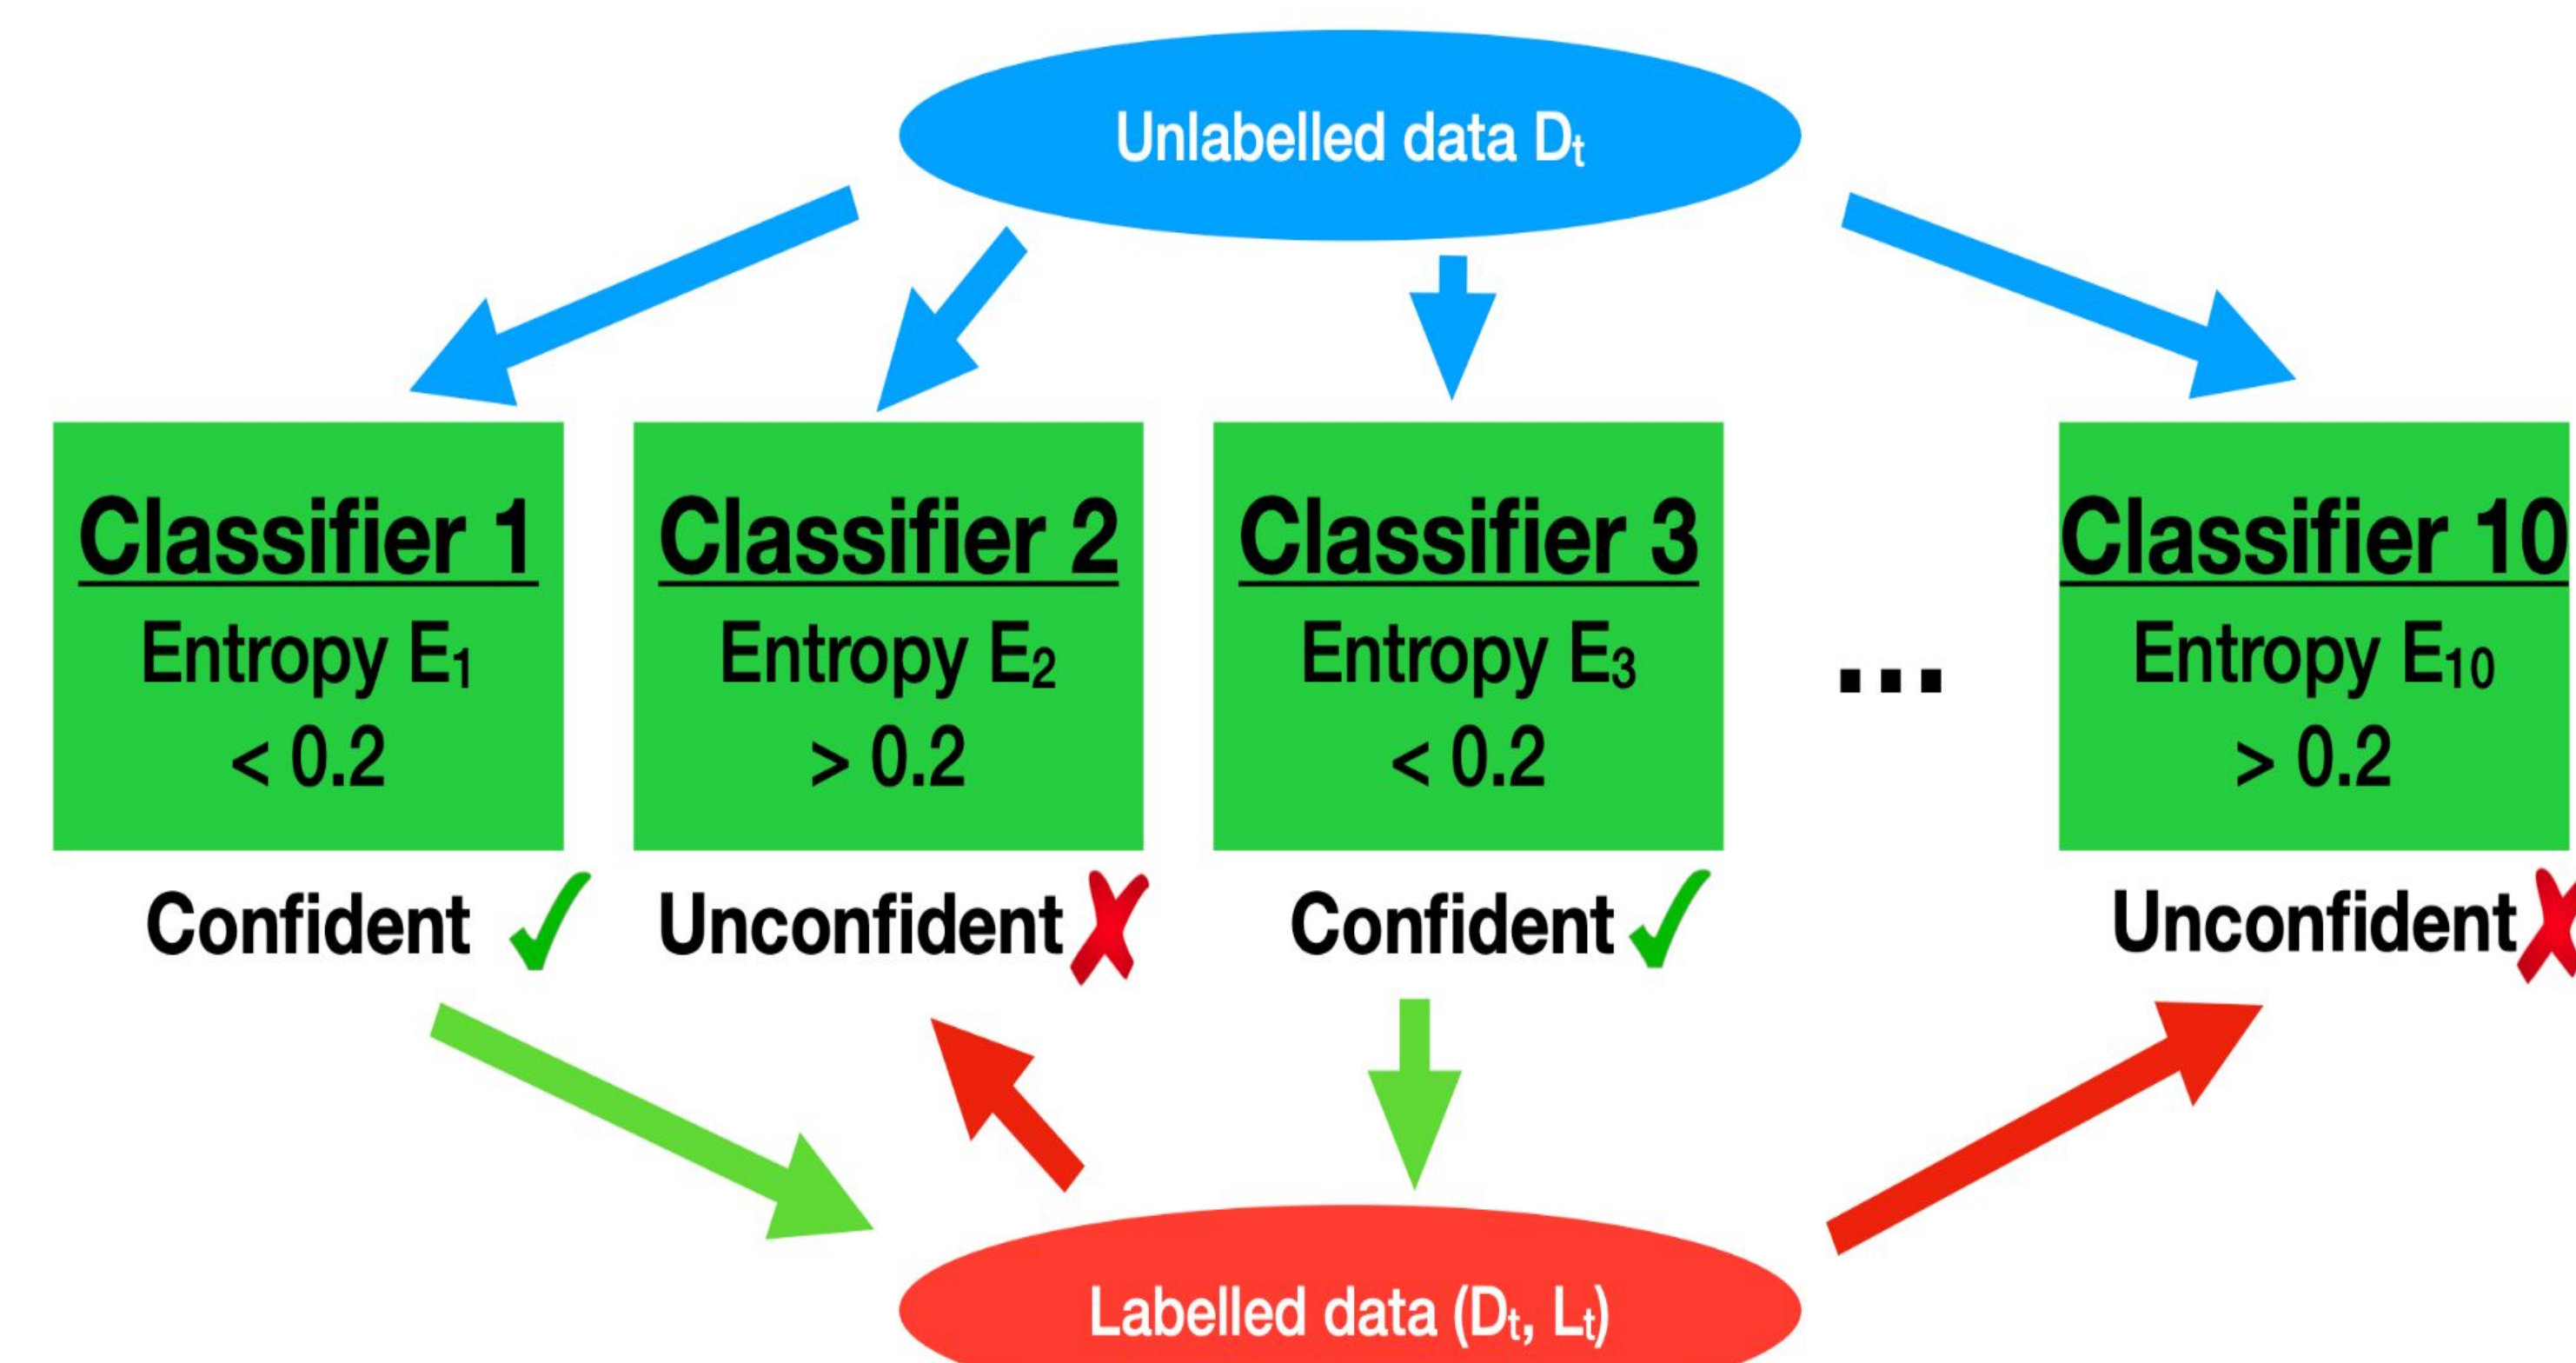 Unlabelled data Dt
Classifier 1
Entropy E1
< 0.2
Confident
Classifier 2
Entropy E2
> 0.2
Unconfident
Classifier 3
Entropy E3
< 0.2
Confident
...
Classifier 10
Entropy E10
> 0.2
Unconfident
Labelled data (Dt, Lt)